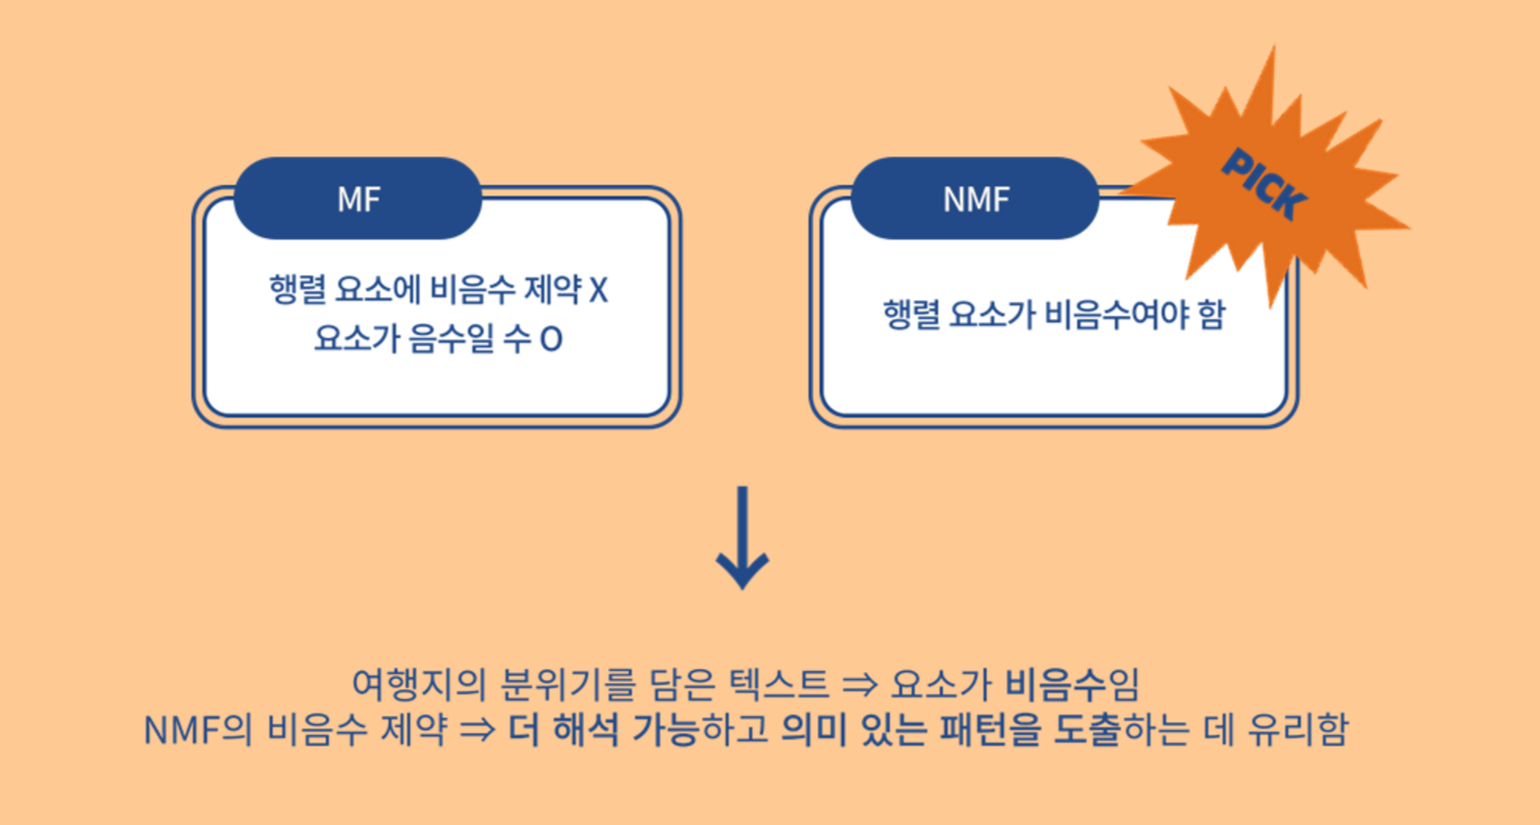 MF
행렬 요소에 비음수 제약 X
요소가 음수일 수 O
NMF
PICK
행렬 요소가 비음수여야 함
여행지의 분위기를 담은 텍스트 ⇒ 요소가 비음수임
NMF의 비음수 제약 ⇒ 더 해석 가능하고 의미 있는 패턴을 도출하는 데 유리함